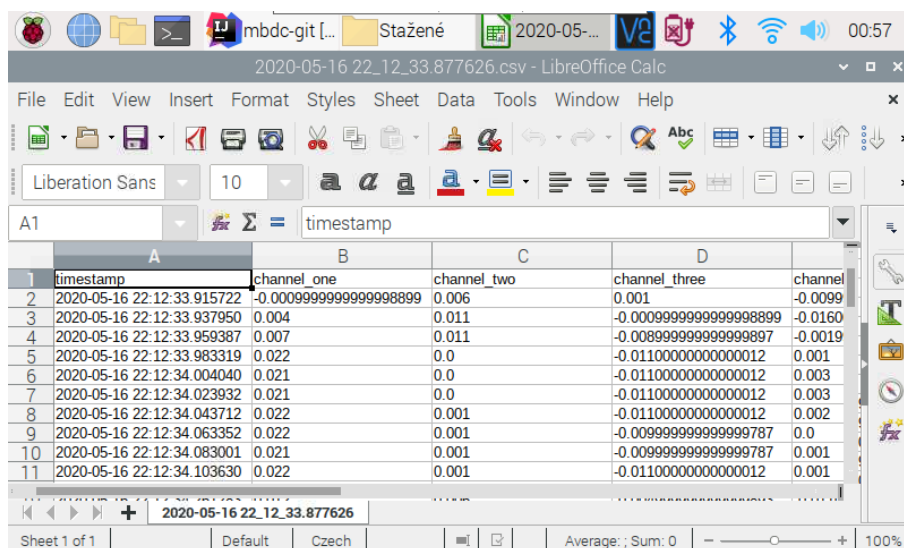 mbdc-git [... Stažené 2020-05-... 00:57
2020-05-16 22_12_33.877626.csv - LibreOffice Calc
File Edit View Insert Format Styles Sheet Data Tools Window Help
Liberation Sans 10
A1 timestamp
A B C D
1 timestamp channel_one channel_two channel_three channel
2 2020-05-16 22:12:33.915722 -0.0009999999999998899 0.006 0.001 -0.0099
3 2020-05-16 22:12:33.937950 0.004 0.011 -0.0009999999999998899 -0.0160
4 2020-05-16 22:12:33.959387 0.007 0.011 -0.008999999999999897 -0.0019
5 2020-05-16 22:12:33.983319 0.022 0.0 -0.01100000000000012 0.001
6 2020-05-16 22:12:34.004040 0.021 0.0 -0.01100000000000012 0.003
7 2020-05-16 22:12:34.023932 0.021 0.0 -0.01100000000000012 0.003
8 2020-05-16 22:12:34.043712 0.022 0.001 -0.01100000000000012 0.002
9 2020-05-16 22:12:34.063352 0.022 0.001 -0.009999999999999787 0.0
10 2020-05-16 22:12:34.083001 0.021 0.001 -0.009999999999999787 0.001
11 2020-05-16 22:12:34.103630 0.022 0.001 -0.01100000000000012 0.001
2020-05-16 22_12_33.877626
Sheet 1 of 1 Default Czech Average: ; Sum: 0 100%